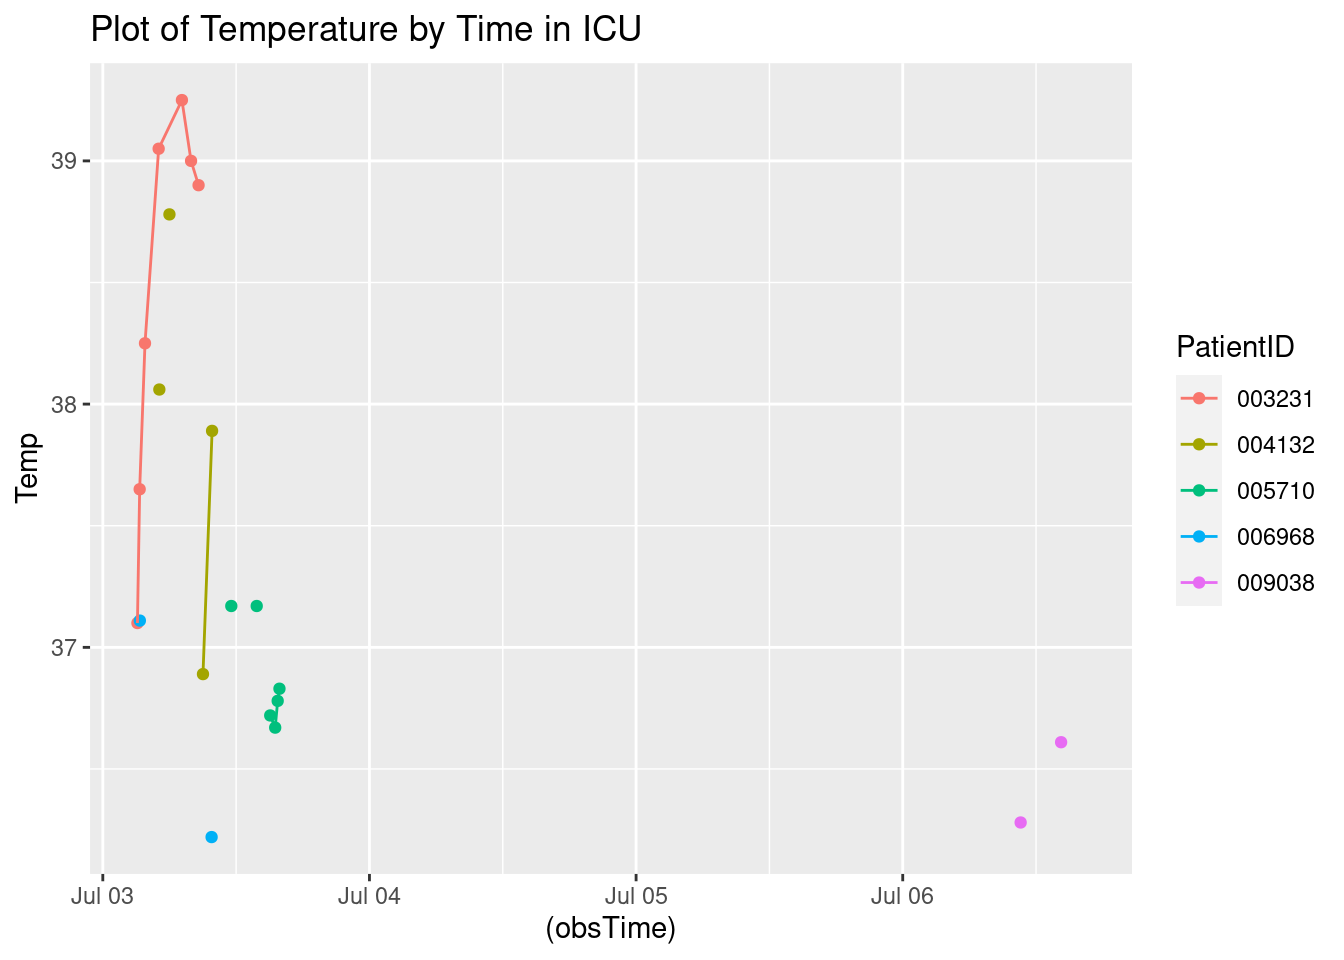 Plot of Temperature by Time in ICU
39
38
37
Temp
Jul 03
Jul 04
Jul 05
Jul 06
(obsTime)
PatientID
003231
004132
005710
006968
009038